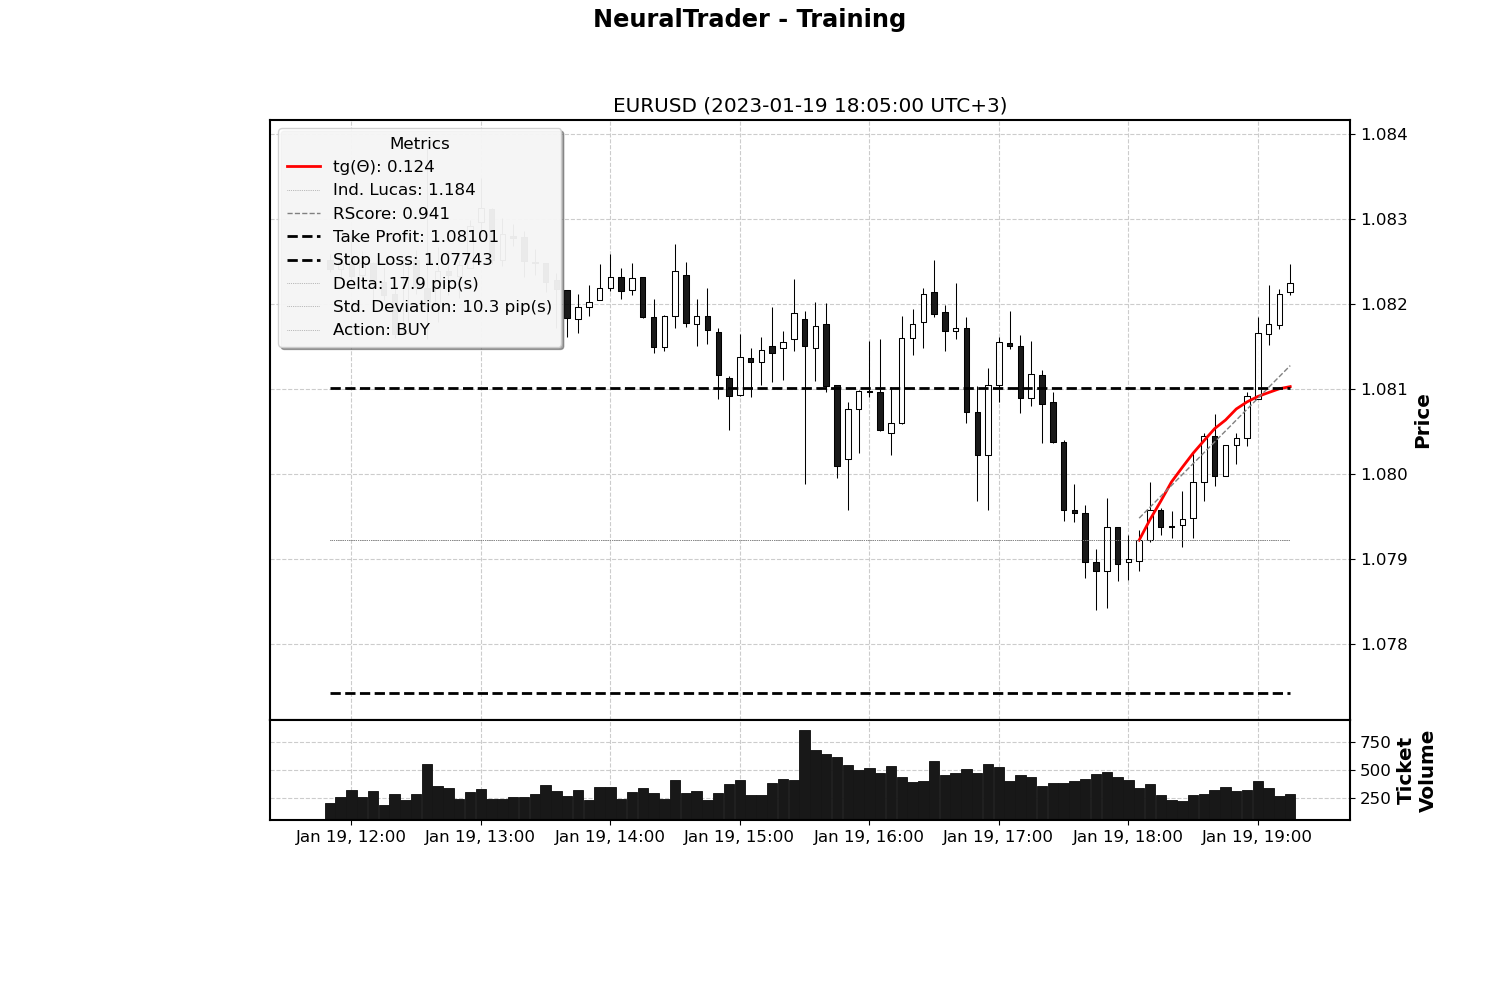 NeuralTrader - Training
EURUSD (2023-01-19 18:05:00 UTC+3)
Metrics
tg(Θ): 0.124
Ind. Lucas: 1.184
RScore: 0.941
Take Profit: 1.08101
Stop Loss: 1.07743
Delta: 17.9 pip(s)
Std. Deviation: 10.3 pip(s)
Action: BUY
1.084
1.083
1.082
1.081
1.080
1.079
1.078
Price
750
500
250
Ticket
Volume
Jan 19, 12:00
Jan 19, 13:00
Jan 19, 14:00
Jan 19, 15:00
Jan 19, 16:00
Jan 19, 17:00
Jan 19, 18:00
Jan 19, 19:00